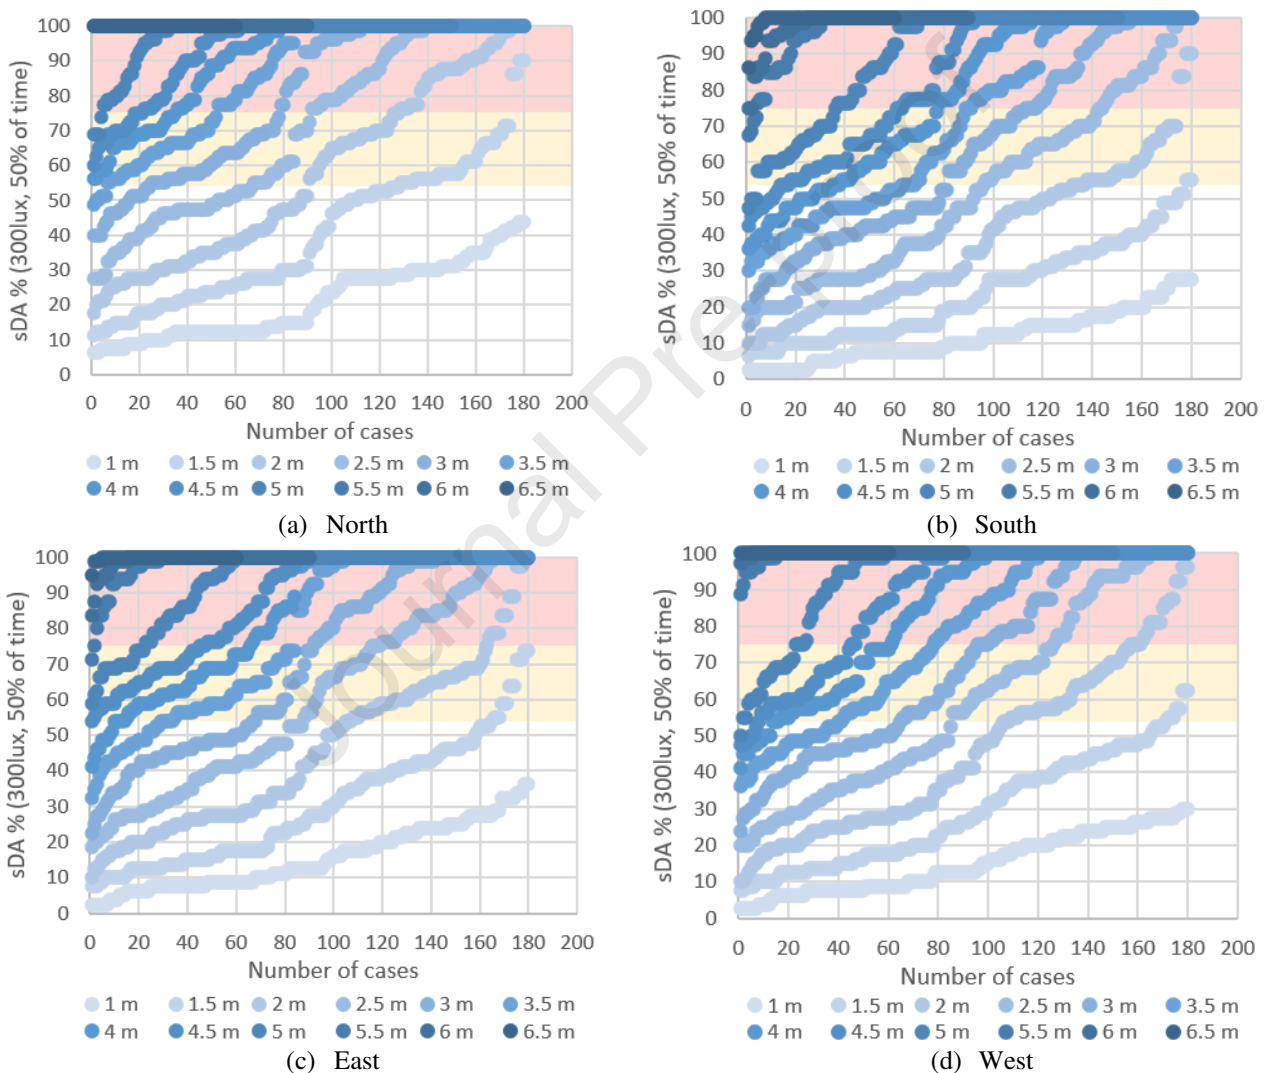 100
90
80
70
60
50
40
30
20
10
0
sDA % (300lux, 50% of time)
0 20 40 60 80 100 120 140 160 180 200
Number of cases
1 m 1.5 m 2 m 2.5 m 3 m 3.5 m
4 m 4.5 m 5 m 5.5 m 6 m 6.5 m
(a) North
100
90
80
70
60
50
40
30
20
10
0
sDA % (300lux, 50% of time)
0 20 40 60 80 100 120 140 160 180 200
Number of cases
1 m 1.5 m 2 m 2.5 m 3 m 3.5 m
4 m 4.5 m 5 m 5.5 m 6 m 6.5 m
(b) South
100
90
80
70
60
50
40
30
20
10
0
sDA % (300lux, 50% of time)
0 20 40 60 80 100 120 140 160 180 200
Number of cases
1 m 1.5 m 2 m 2.5 m 3 m 3.5 m
4 m 4.5 m 5 m 5.5 m 6 m 6.5 m
(c) East
100
90
80
70
60
50
40
30
20
10
0
sDA % (300lux, 50% of time)
0 20 40 60 80 100 120 140 160 180 200
Number of cases
1 m 1.5 m 2 m 2.5 m 3 m 3.5 m
4 m 4.5 m 5 m 5.5 m 6 m 6.5 m
(d) West
Journal Pre-proof